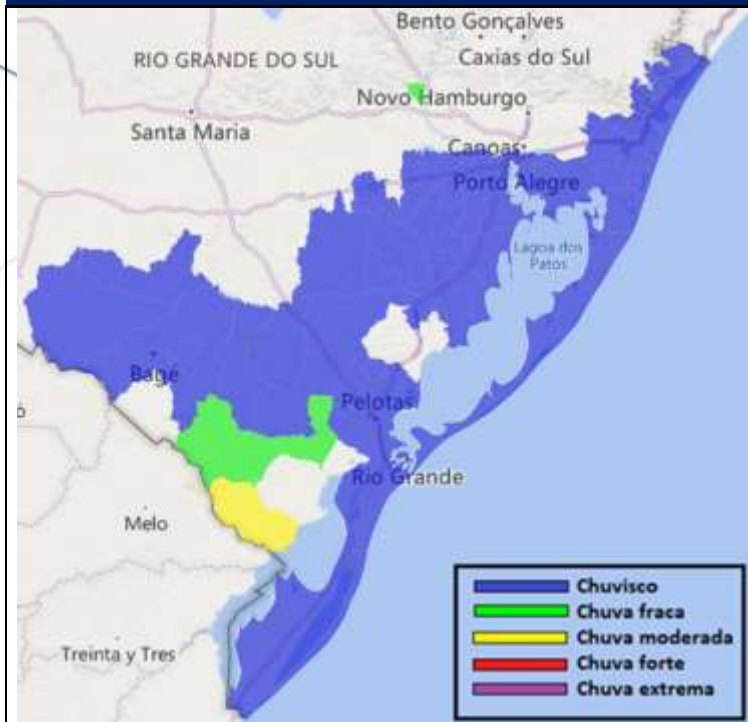 Bento Gonçalves
RIO GRANDE DO SUL
Caxias do Sul
Novo Hamburgo
Santa Maria
Canoas
Porto Alegre
Lagoa dos
Patos
Bagé
Pelotas
Rio Grande
Melo
Treinta y Tres
Chuvisco
Chuva fraca
Chuva moderada
Chuva forte
Chuva extrema